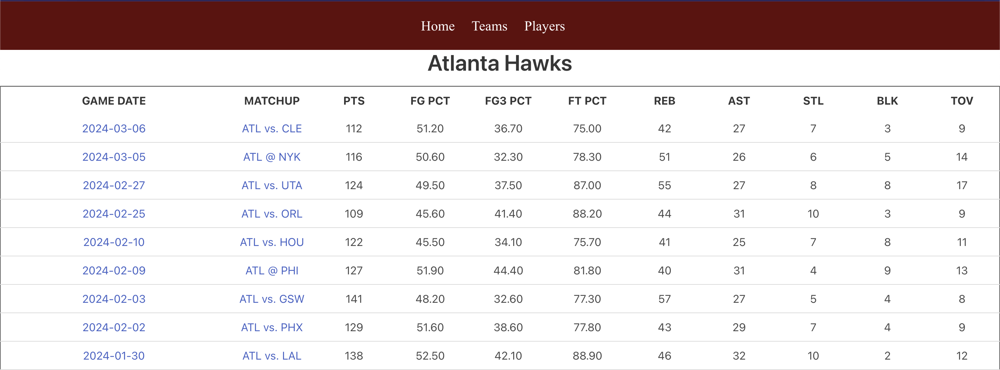 Home Teams Players
Atlanta Hawks
GAME DATE MATCHUP PTS FG PCT FG3 PCT FT PCT REB AST STL BLK TOV
2024-03-06 ATL vs. CLE 112 51.20 36.70 75.00 42 27 7 3 9
2024-03-05 ATL @ NYK 116 50.60 32.30 78.30 51 26 6 5 14
2024-02-27 ATL vs. UTA 124 49.50 37.50 87.00 55 27 8 8 17
2024-02-25 ATL vs. ORL 109 45.60 41.40 88.20 44 31 10 3 9
2024-02-10 ATL vs. HOU 122 45.50 34.10 75.70 41 25 7 8 11
2024-02-09 ATL @ PHI 127 51.90 44.40 81.80 40 31 4 9 13
2024-02-03 ATL vs. GSW 141 48.20 32.60 77.30 57 27 5 4 8
2024-02-02 ATL vs. PHX 129 51.60 38.60 77.80 43 29 7 4 9
2024-01-30 ATL vs. LAL 138 52.50 42.10 88.90 46 32 10 2 12